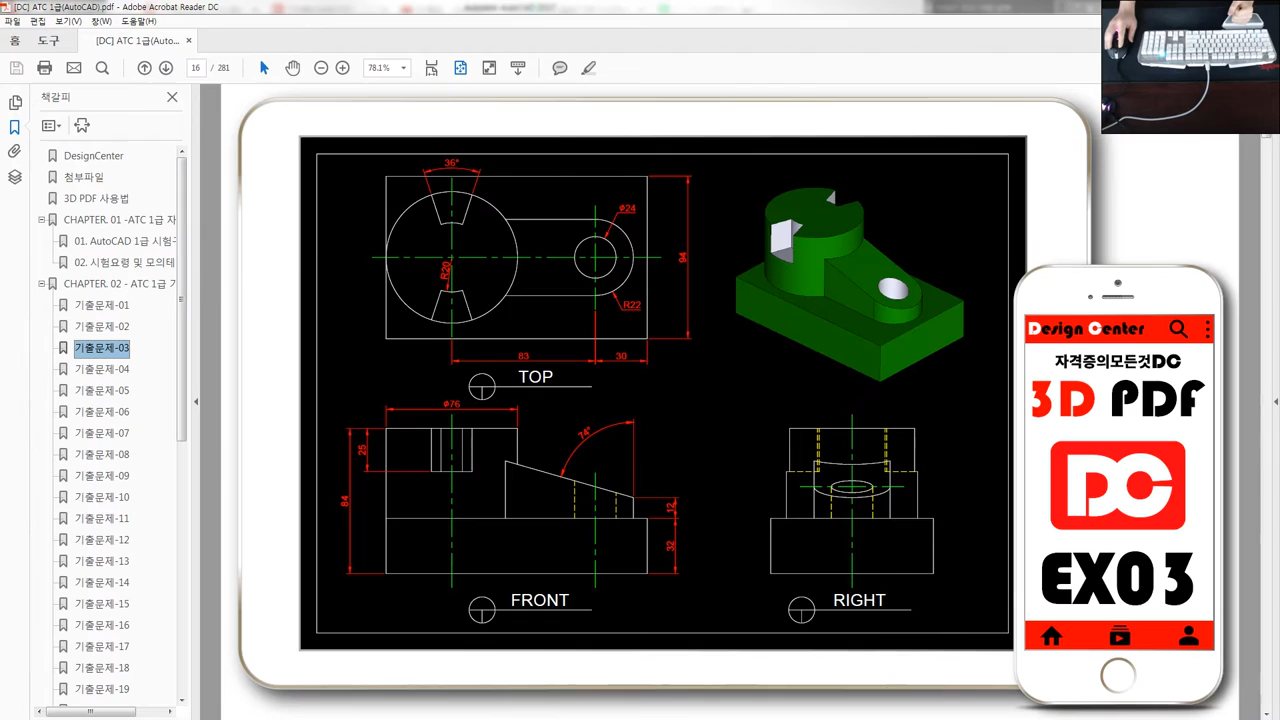 [DC] ATC 1급(AutoCAD).pdf - Adobe Acrobat Reader DC
파일 편집 보기(V) 창(W) 도움말(H)
홈 도구 [DC] ATC 1급(Auto... ×
16 / 281 78.1%
책갈피
DesignCenter
첨부파일
3D PDF 사용법
CHAPTER. 01 -ATC 1급 자
01. AutoCAD 1급 시험
02. 시험요령 및 모의테
CHAPTER. 02 - ATC 1급 기
기출문제-01
기출문제-02
기출문제-03
기출문제-04
기출문제-05
기출문제-06
기출문제-07
기출문제-08
기출문제-09
기출문제-10
기출문제-11
기출문제-12
기출문제-13
기출문제-14
기출문제-15
기출문제-16
기출문제-17
기출문제-18
기출문제-19
36°
ø24
R20
94
R22
83
30
TOP
ø76
74°
25
84
12
32
FRONT
RIGHT
Design Center
자격증의모든것DC
3D PDF
DC
EX03